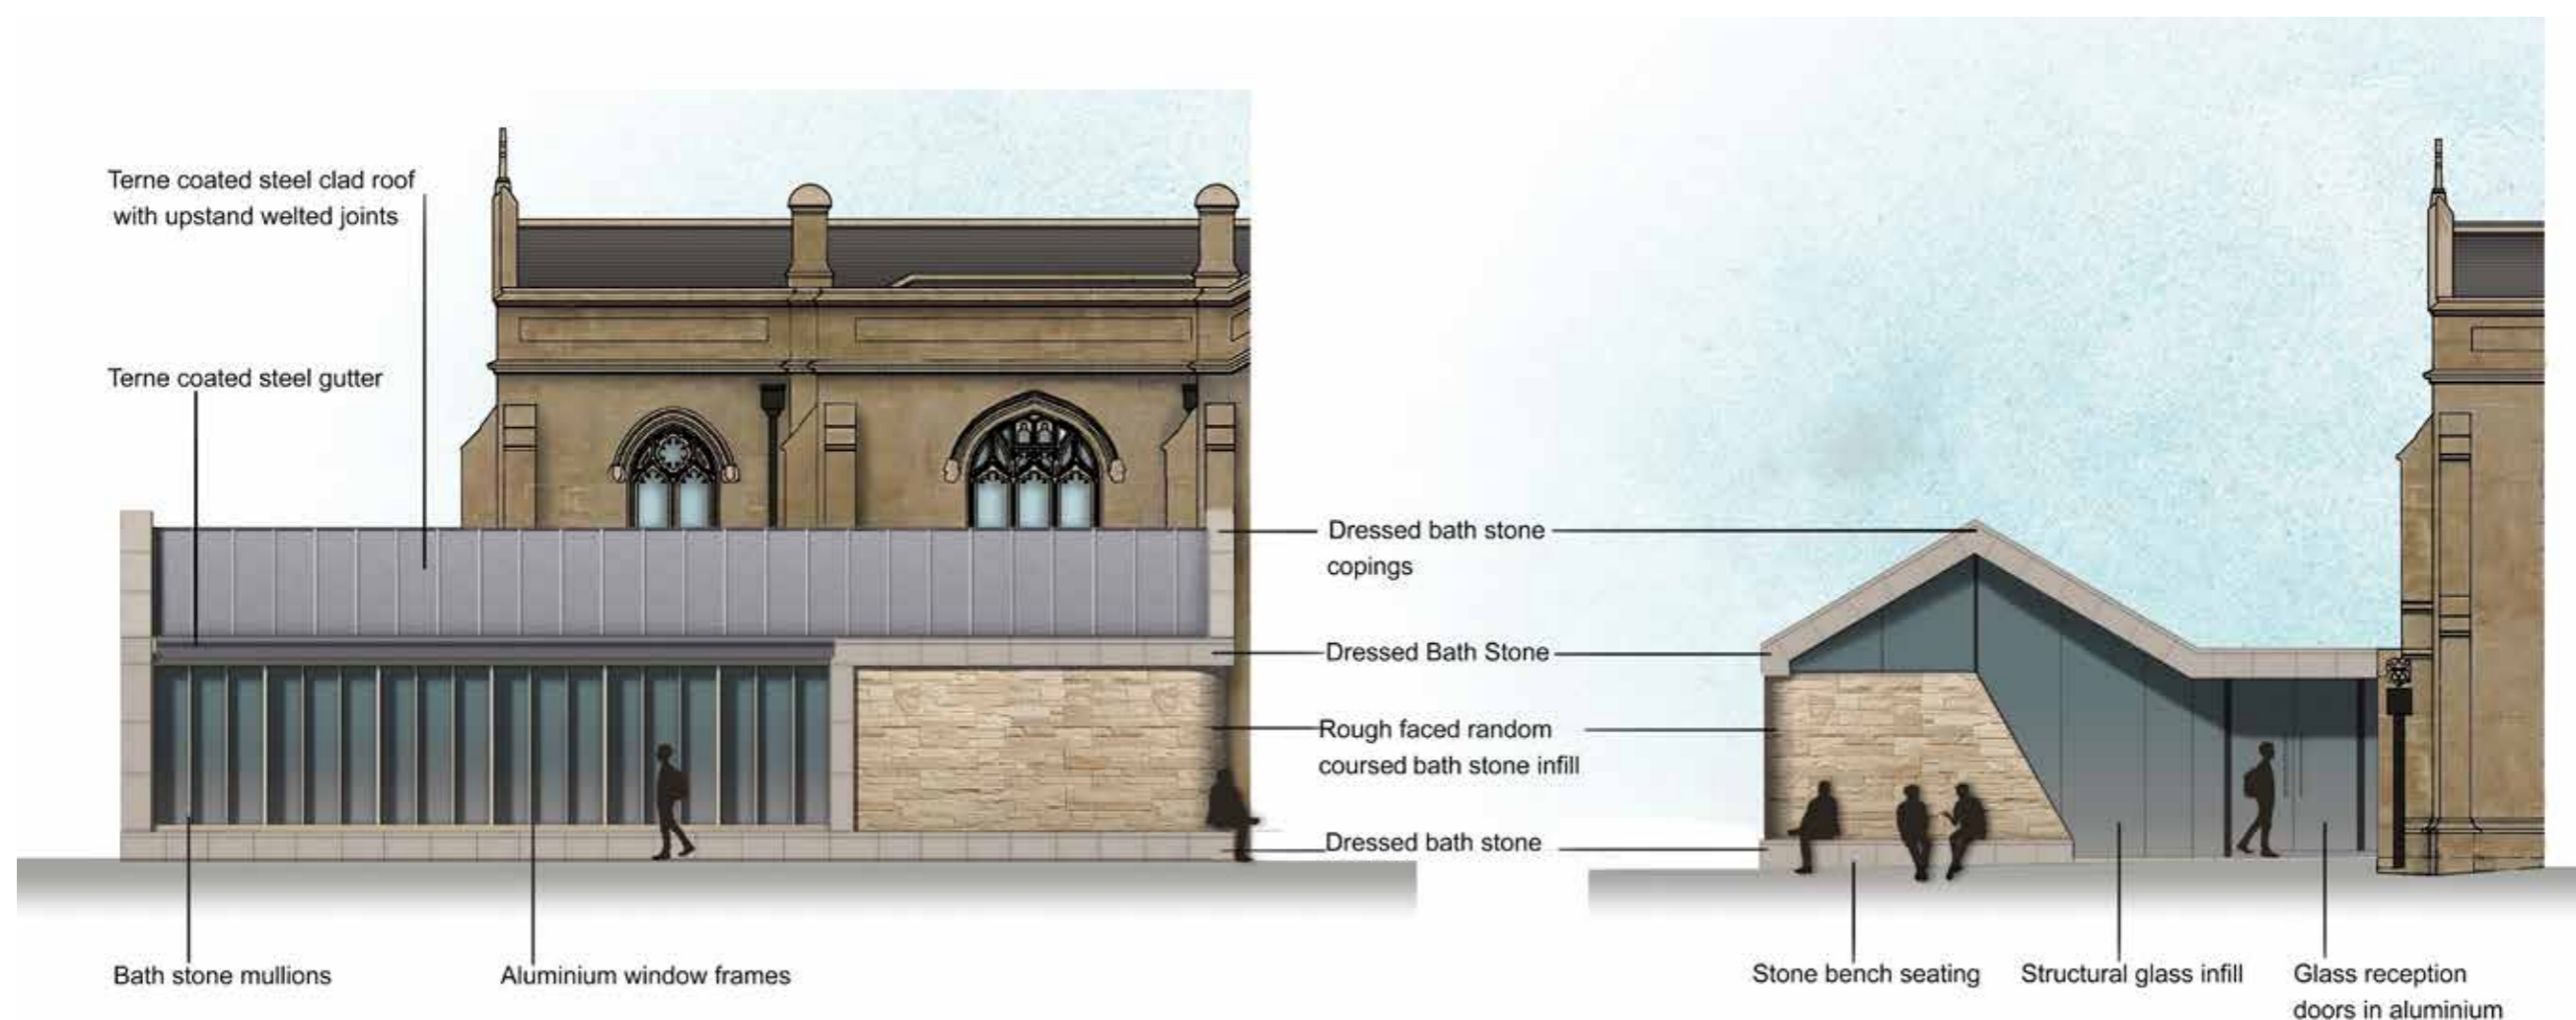 Terne coated steel clad roof
with upstand welted joints
Terne coated steel gutter
Dressed bath stone
copings
Dressed Bath Stone
Rough faced random
coursed bath stone infill
Dressed bath stone
Bath stone mullions
Aluminium window frames
Stone bench seating
Structural glass infill
Glass reception
doors in aluminium